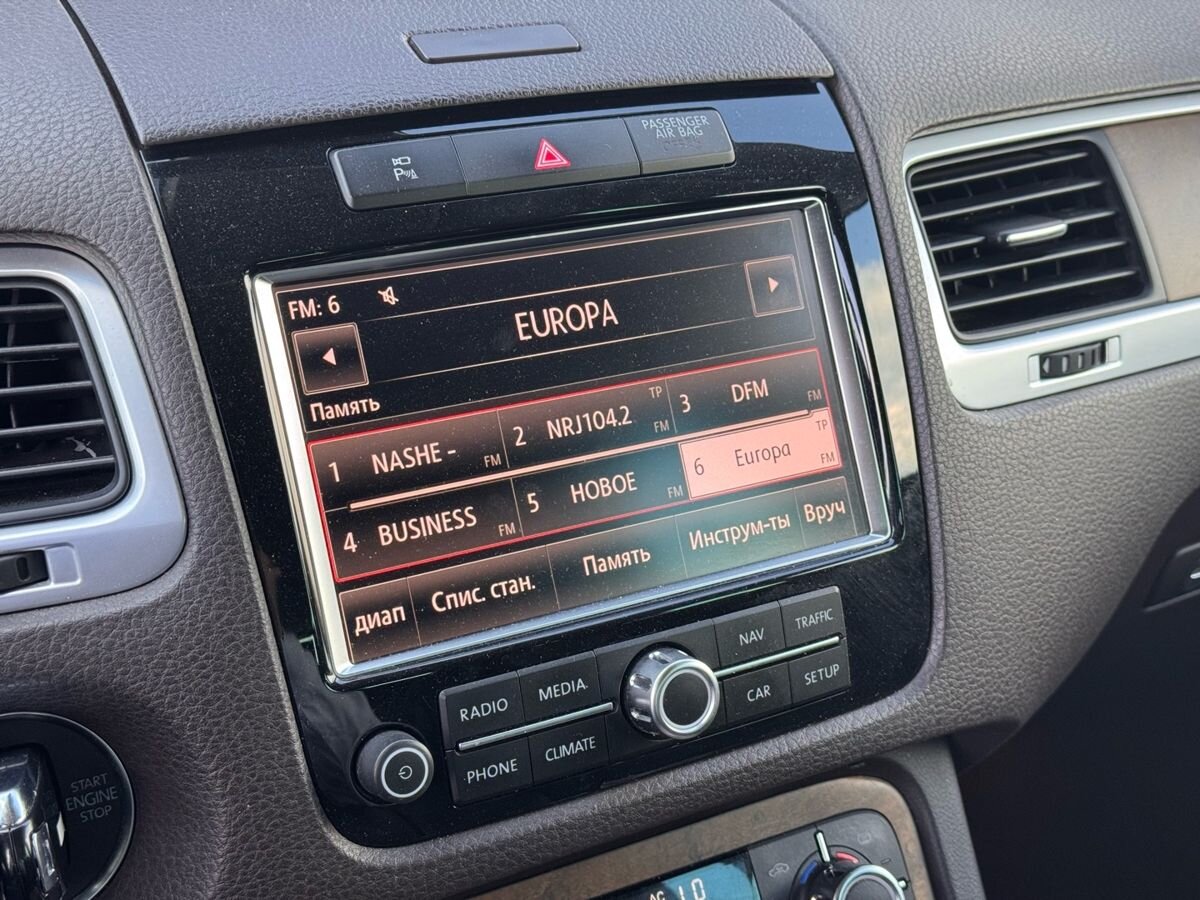 P
PASSENGER
AIR BAG
FM: 6
EUROPA
Память
1 NASHE - FM
2 NRJ104.2 TP FM
3 DFM FM
4 BUSINESS FM
5 НОВОЕ FM
6 Europa TP FM
диап Спис. стан. Память Инструм-ты Вруч
RADIO MEDIA NAV TRAFFIC
PHONE CLIMATE CAR SETUP
START
ENGINE
STOP
AC